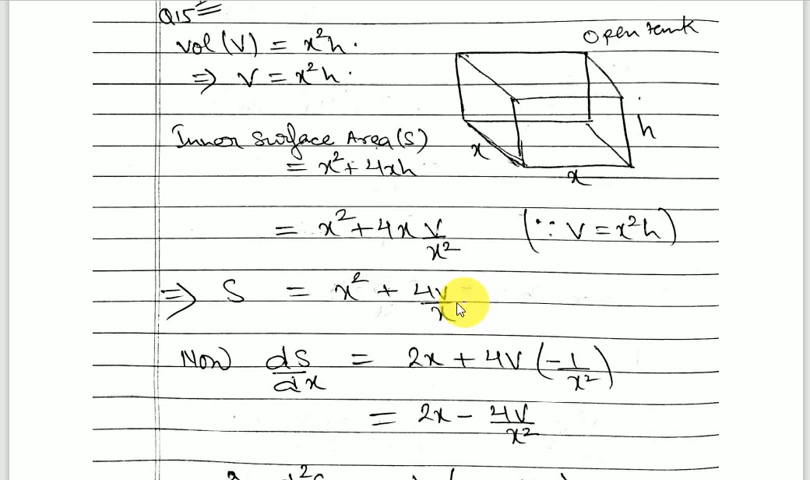 Q15
Open tank
vol(V) = x²h.
⇒ V = x²h.
h
Inner Surface Area(S)
x
= x² + 4xh
x
= x² + 4x V/x² (∵ V = x²h)
⇒ S = x² + 4V/x
Now dS/dx = 2x + 4V(-1/x²)
= 2x - 4V/x²